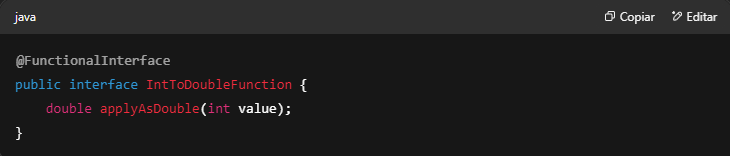 java Copiar Editar
@FunctionalInterface
public interface IntToDoubleFunction {
    double applyAsDouble(int value);
}